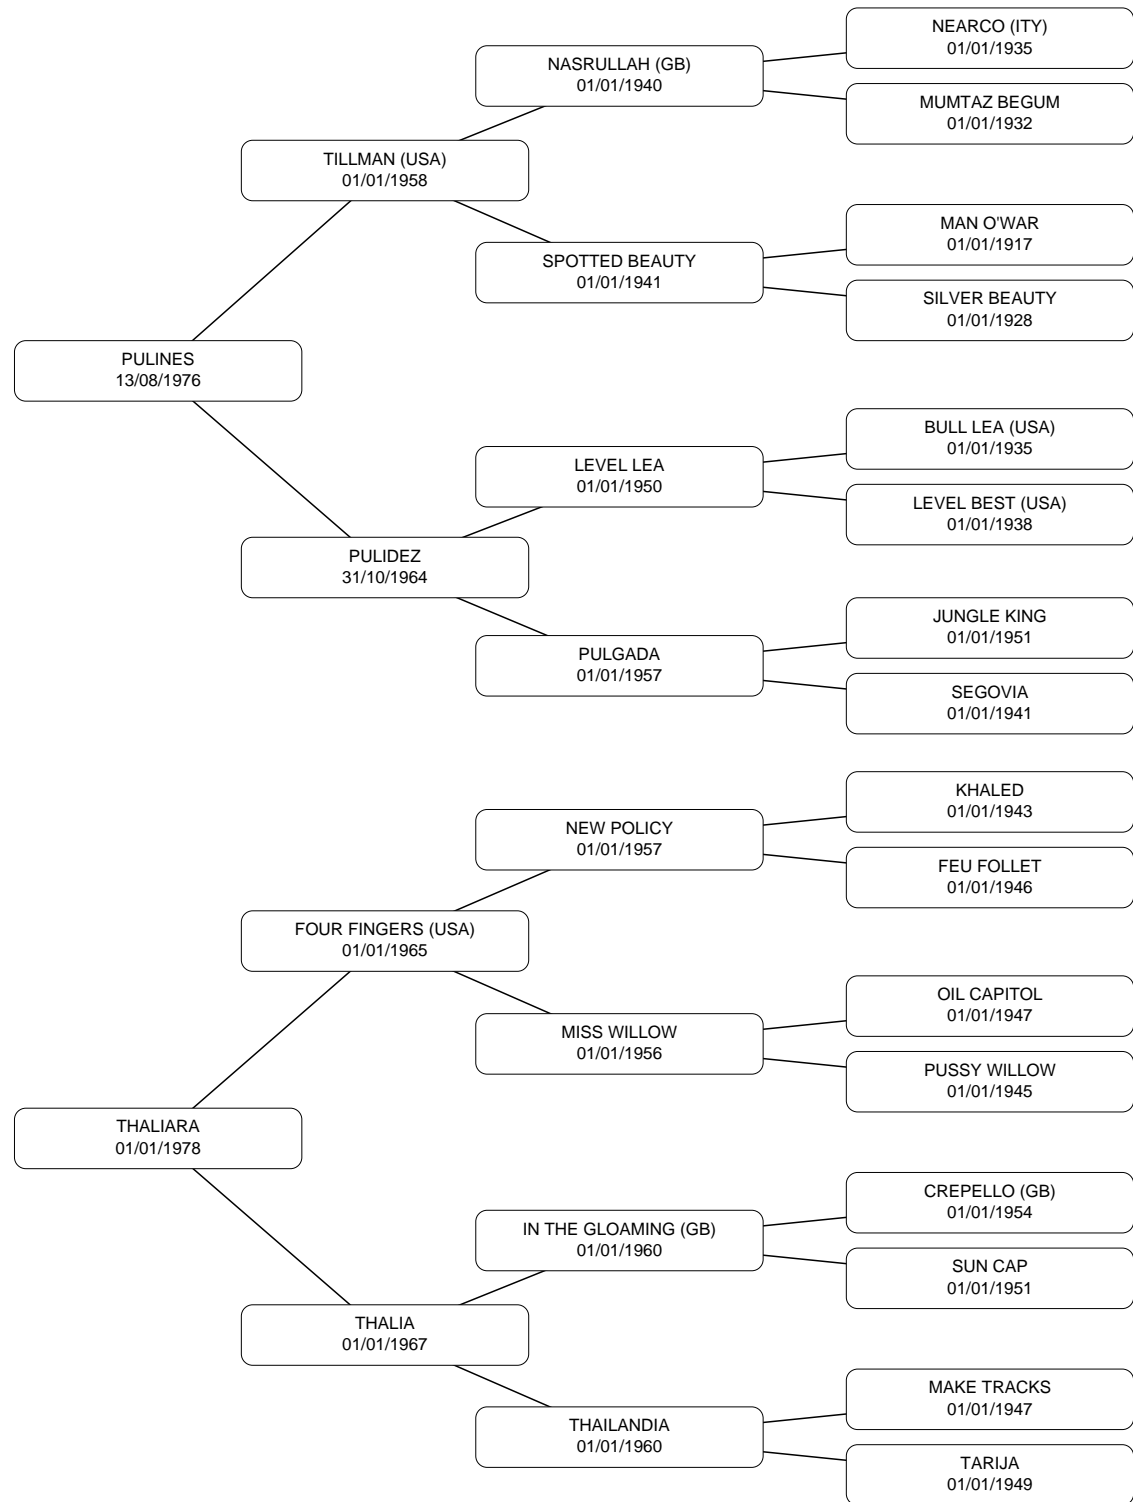 NEARCO (ITY)
01/01/1935
NASRULLAH (GB)
01/01/1940
MUMTAZ BEGUM
01/01/1932
TILLMAN (USA)
01/01/1958
MAN O'WAR
01/01/1917
SPOTTED BEAUTY
01/01/1941
SILVER BEAUTY
01/01/1928
PULINES
13/08/1976
BULL LEA (USA)
01/01/1935
LEVEL LEA
01/01/1950
LEVEL BEST (USA)
01/01/1938
PULIDEZ
31/10/1964
JUNGLE KING
01/01/1951
PULGADA
01/01/1957
SEGOVIA
01/01/1941
KHALED
01/01/1943
NEW POLICY
01/01/1957
FEU FOLLET
01/01/1946
FOUR FINGERS (USA)
01/01/1965
OIL CAPITOL
01/01/1947
MISS WILLOW
01/01/1956
PUSSY WILLOW
01/01/1945
THALIARA
01/01/1978
CREPELLO (GB)
01/01/1954
IN THE GLOAMING (GB)
01/01/1960
SUN CAP
01/01/1951
THALIA
01/01/1967
MAKE TRACKS
01/01/1947
THAILANDIA
01/01/1960
TARIJA
01/01/1949